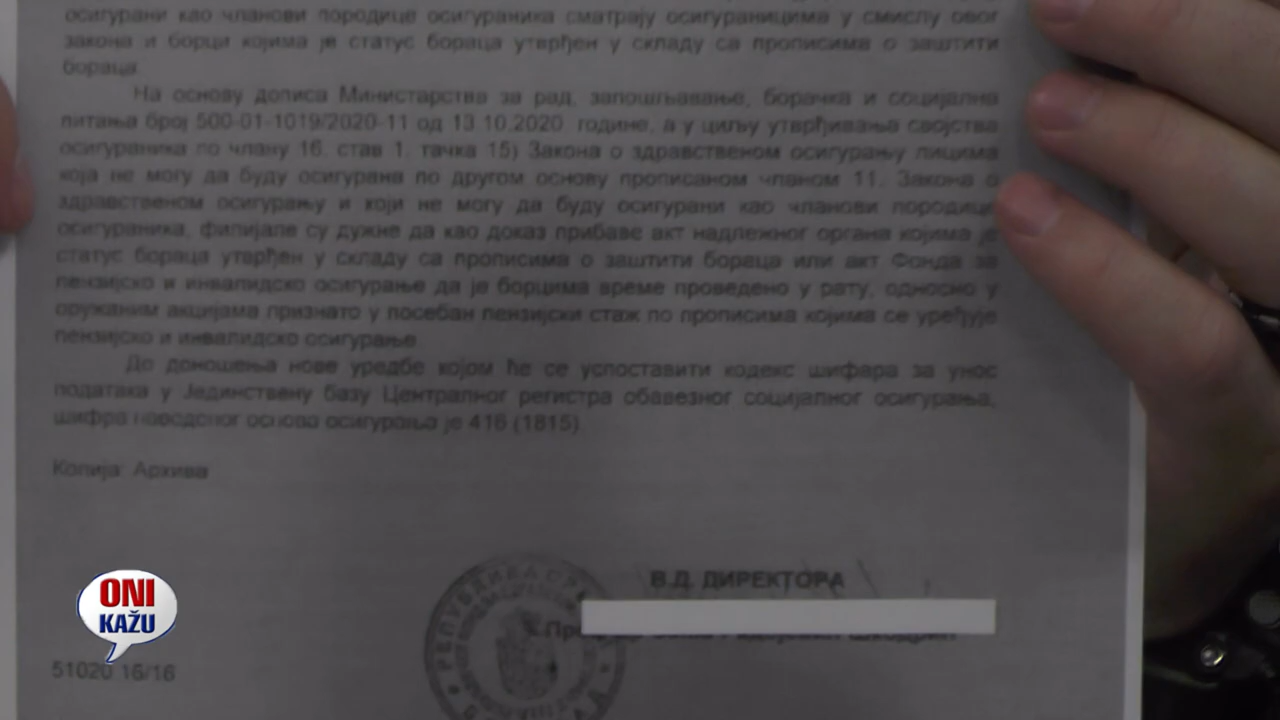 осигурани као чланови породице осигураника сматрају осигураницима у смислу овог
закона и борци којима је статус бораца утврђен у складу са прописима о заштити
бораца.
На основу дописа Министарства за рад, запошљавање, борачка и социјална
питања број 500-01-1019/2020-11 од 13.10.2020. године, а у циљу утврђивања својства
осигураника по члану 16. став 1. тачка 15) Закона о здравственом осигурању лицима
која не могу да буду осигурана по другом основу прописаном чланом 11. Закона о
здравственом осигурању и који не могу да буду осигурани као чланови породице
осигураника, филијале су дужне да као доказ прибаве акт надлежног органа којима је
статус бораца утврђен у складу са прописима о заштити бораца или акт Фонда за
пензијско и инвалидско осигурање да је борцима време проведено у рату, односно у
оружаним акцијама признато у посебан пензијски стаж по прописима којима се уређује
пензијско и инвалидско осигурање.
До доношења нове уредбе којом ће се успоставити кодекс шифара за унос
података у Јединствену базу Централног регистра обавезног социјалног осигурања,
шифра наведеног основа осигурања је 416 (1815).
Копија: Архива
В.Д. ДИРЕКТОРА
РЕПУБЛИКА СР
ONI
KAŽU
51020.16/16